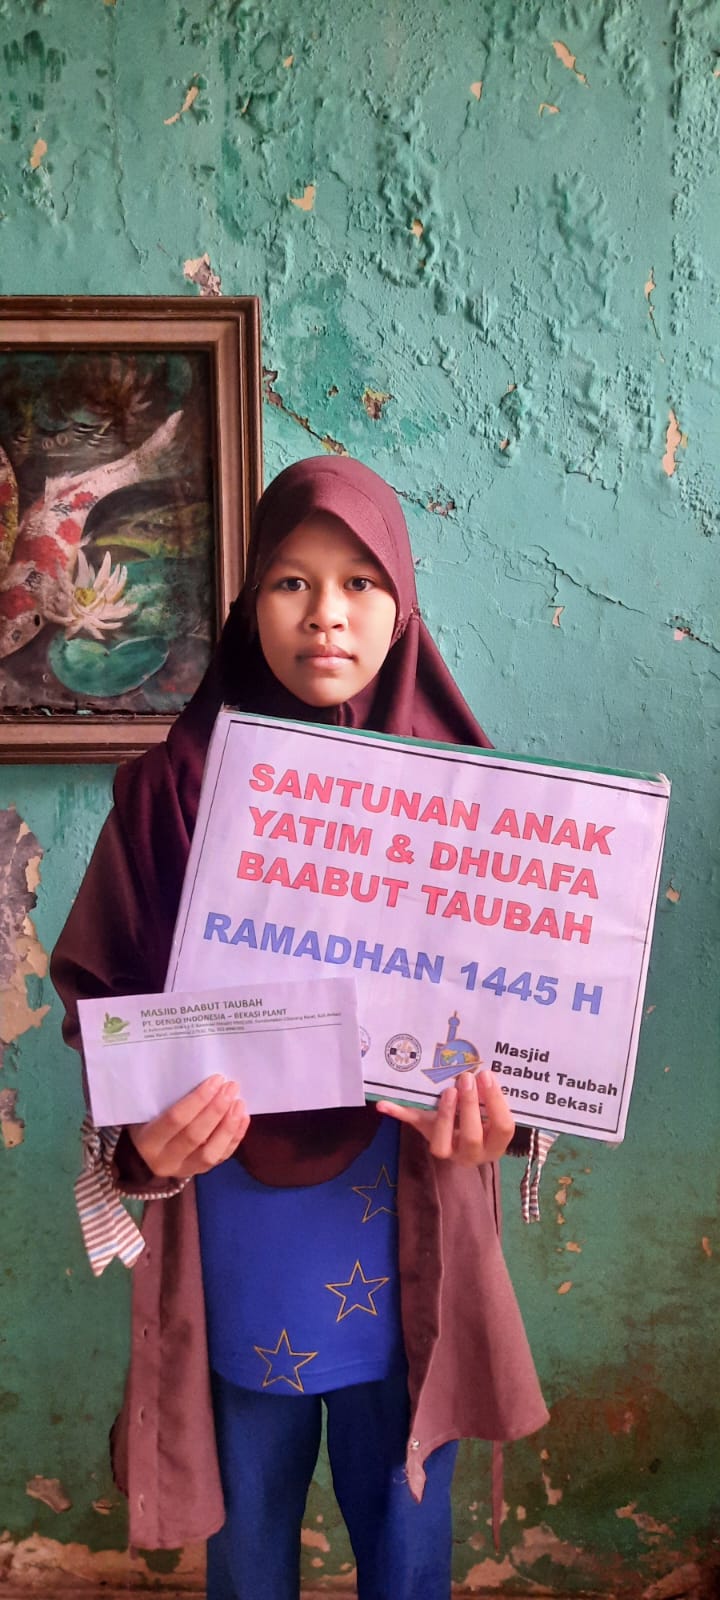 SANTUNAN ANAK
YATIM & DHUAFA
BAABUT TAUBAH
RAMADHAN 1445 H
Masjid
Baabut Taubah
enso Bekasi
MASJID BAABUT TAUBAH
PT. DENSO INDONESIA – BEKASI PLANT